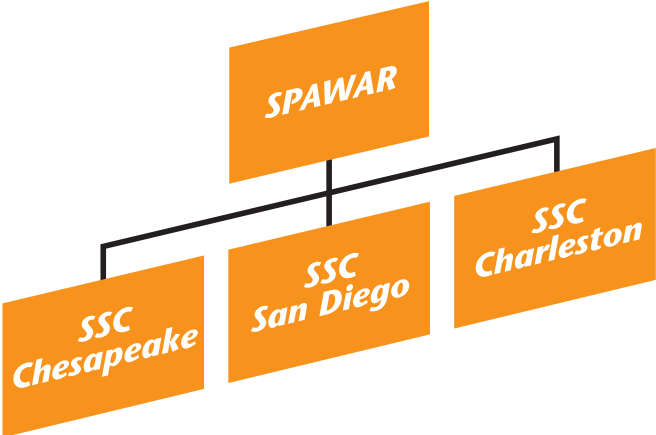 SPAWAR
SSC
Chesapeake
SSC
San Diego
SSC
Charleston